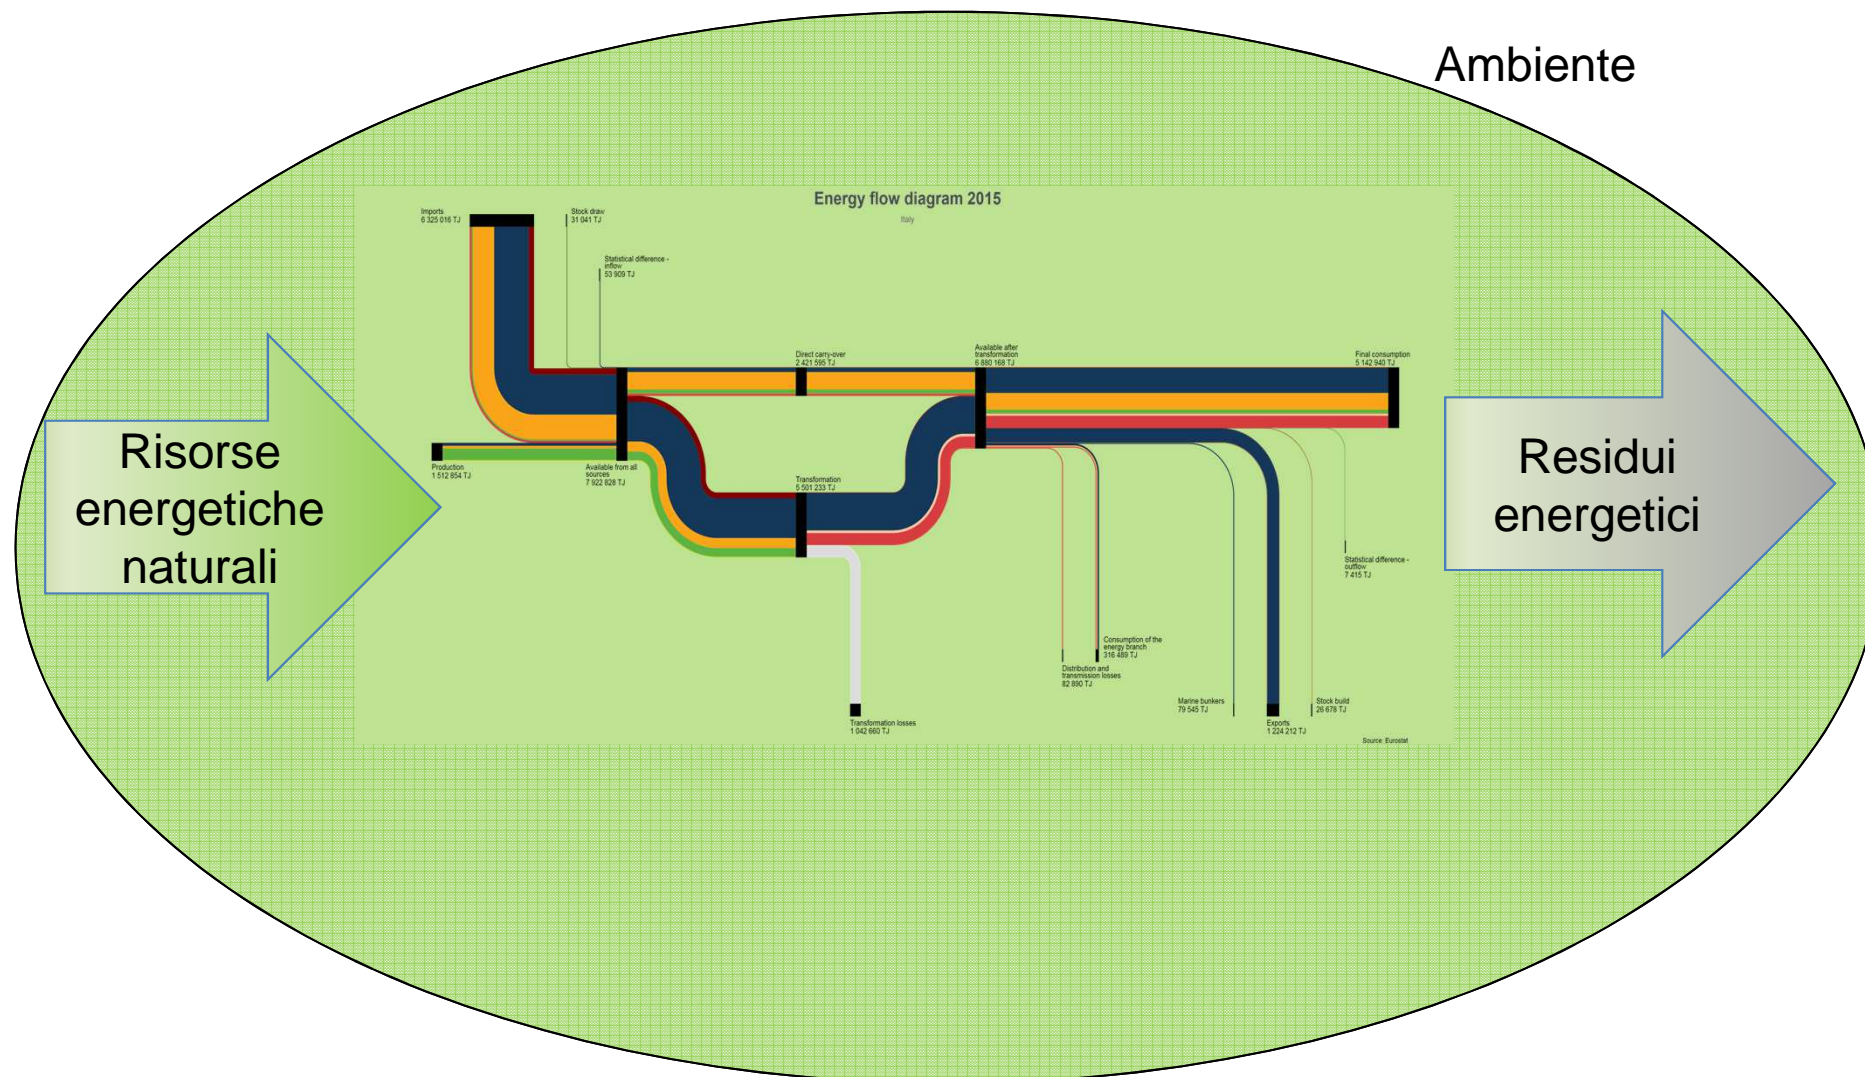 Ambiente
Energy flow diagram 2015
Italy
Imports
6 325 016 TJ
Stock draw
31 041 TJ
Statistical difference -
inflow
53 909 TJ
Direct carry-over
2 421 595 TJ
Available after
transformation
6 880 168 TJ
Final consumption
5 142 940 TJ
Risorse
energetiche
naturali
Production
1 512 854 TJ
Available from all
sources
7 922 828 TJ
Transformation
5 501 233 TJ
Residui
energetici
Statistical difference -
outflow
7 415 TJ
Consumption of the
energy branch
316 489 TJ
Distribution and
transmission losses
82 890 TJ
Transformation losses
1 042 660 TJ
Marine bunkers
79 545 TJ
Exports
1 224 212 TJ
Stock build
26 678 TJ
Source: Eurostat